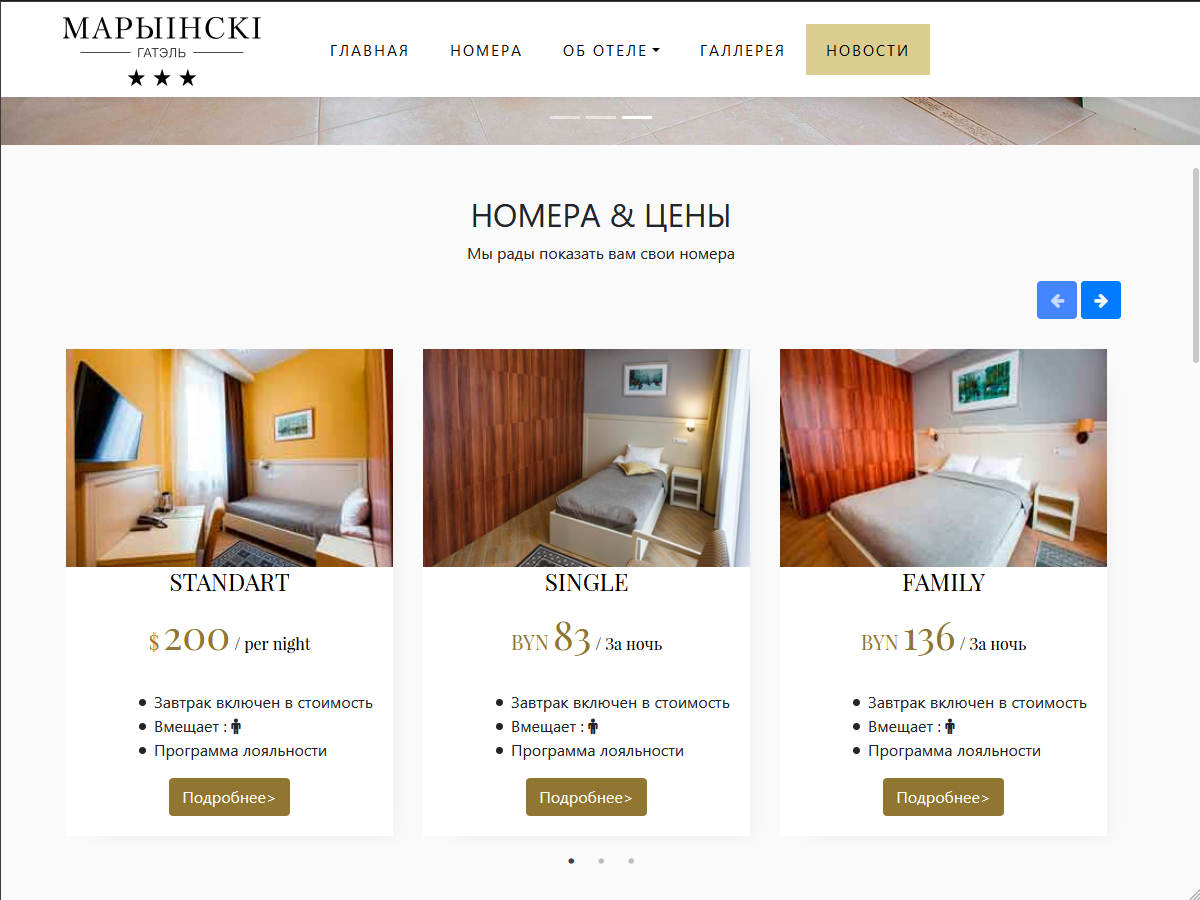 МАРЫІНСКІ
ГАТЭЛЬ
ГЛАВНАЯ
НОМЕРА
ОБ ОТЕЛЕ
ГАЛЛЕРЕЯ
НОВОСТИ
НОМЕРА & ЦЕНЫ
Мы рады показать вам свои номера
STANDART
$ 200 / per night
Завтрак включен в стоимость
Вмещает :
Программа лояльности
Подробнее>
SINGLE
BYN 83 / За ночь
Завтрак включен в стоимость
Вмещает :
Программа лояльности
Подробнее>
FAMILY
BYN 136 / За ночь
Завтрак включен в стоимость
Вмещает :
Программа лояльности
Подробнее>